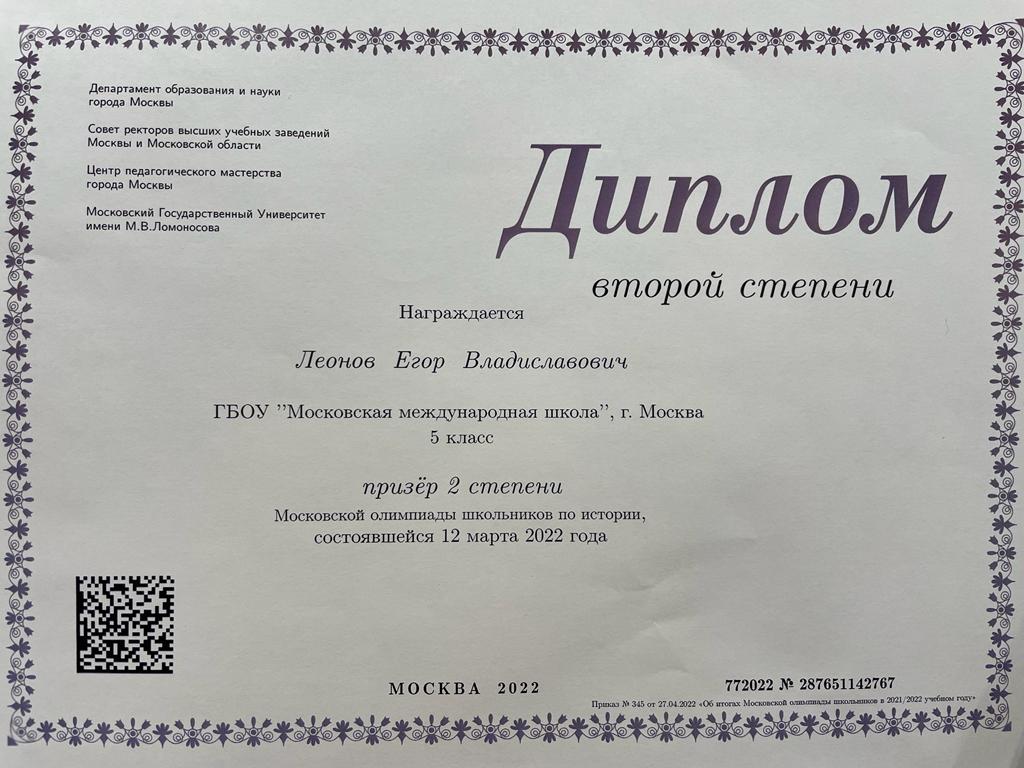 Департамент образования и науки
города Москвы
Совет ректоров высших учебных заведений
Москвы и Московской области
Центр педагогического мастерства
города Москвы
Московский Государственный Университет
имени М.В.Ломоносова
Диплом
второй степени
Награждается
Леонов Егор Владиславович
ГБОУ "Московская международная школа", г. Москва
5 класс
призёр 2 степени
Московской олимпиады школьников по истории,
состоявшейся 12 марта 2022 года
МОСКВА 2022
772022 № 287651142767
Приказ № 345 от 27.04.2022 «Об итогах Московской олимпиады школьников в 2021/2022 учебном году»